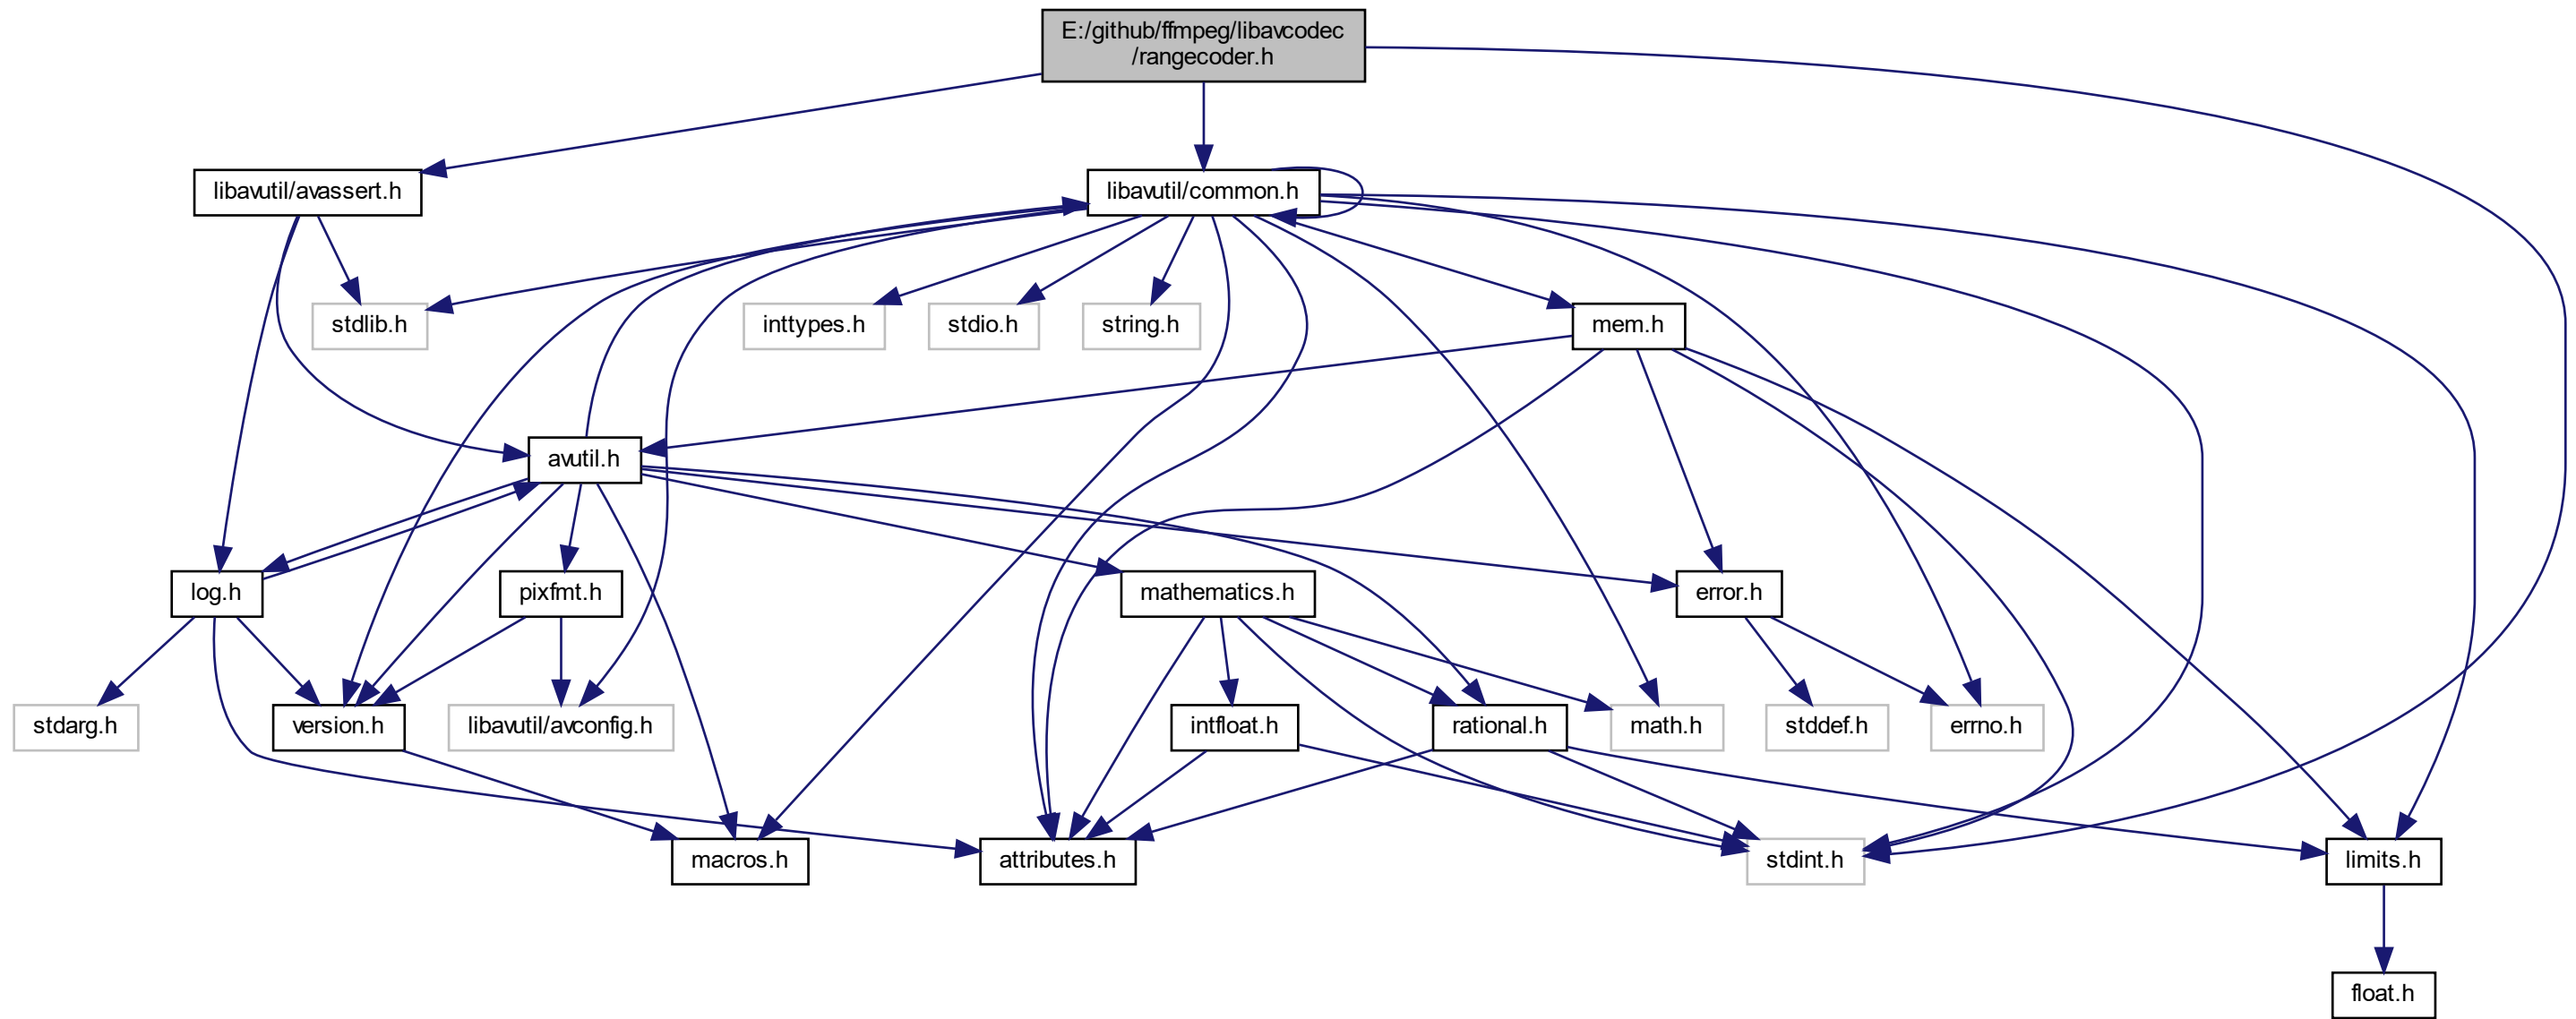 E:/github/ffmpeg/libavcodec
/rangecoder.h
libavutil/avassert.h
libavutil/common.h
stdlib.h
inttypes.h
stdio.h
string.h
mem.h
avutil.h
log.h
pixfmt.h
mathematics.h
error.h
stdarg.h
version.h
libavutil/avconfig.h
intfloat.h
rational.h
math.h
stddef.h
errno.h
macros.h
attributes.h
stdint.h
limits.h
float.h